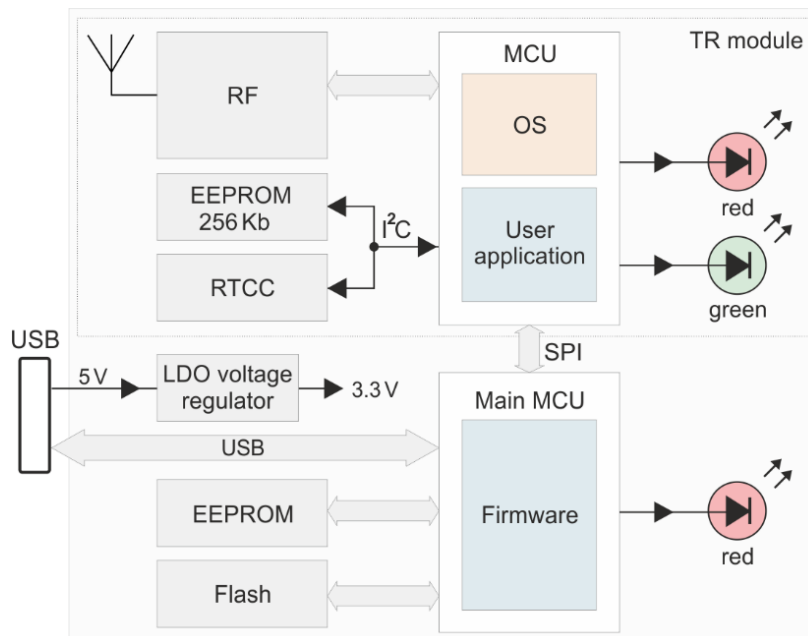 TR module
MCU
RF
OS
EEPROM
256 Kb
I²C
User
application
RTCC
red
green
USB
SPI
5 V
LDO voltage
regulator
3.3 V
Main MCU
USB
EEPROM
Firmware
red
Flash